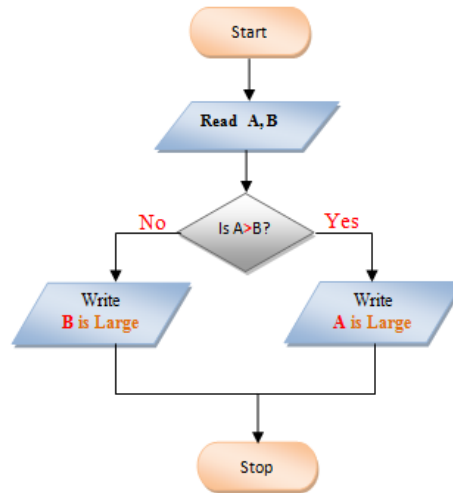 Start
Read A, B
Is A>B?
No
Yes
Write
B is Large
Write
A is Large
Stop